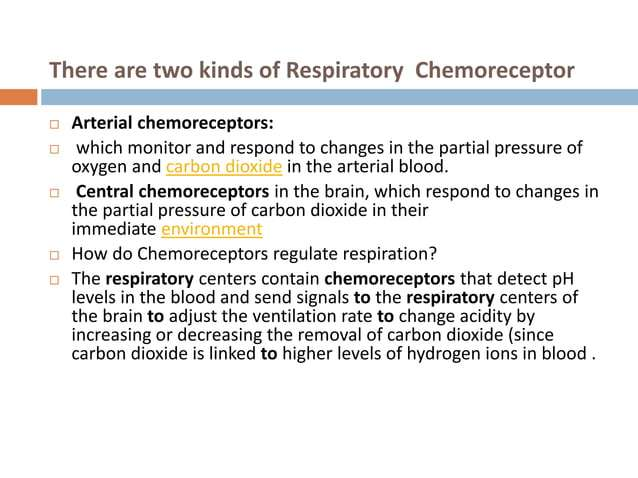 There are two kinds of Respiratory Chemoreceptor
Arterial chemoreceptors:
which monitor and respond to changes in the partial pressure of
oxygen and carbon dioxide in the arterial blood.
Central chemoreceptors in the brain, which respond to changes in
the partial pressure of carbon dioxide in their
immediate environment
How do Chemoreceptors regulate respiration?
The respiratory centers contain chemoreceptors that detect pH
levels in the blood and send signals to the respiratory centers of
the brain to adjust the ventilation rate to change acidity by
increasing or decreasing the removal of carbon dioxide (since
carbon dioxide is linked to higher levels of hydrogen ions in blood .